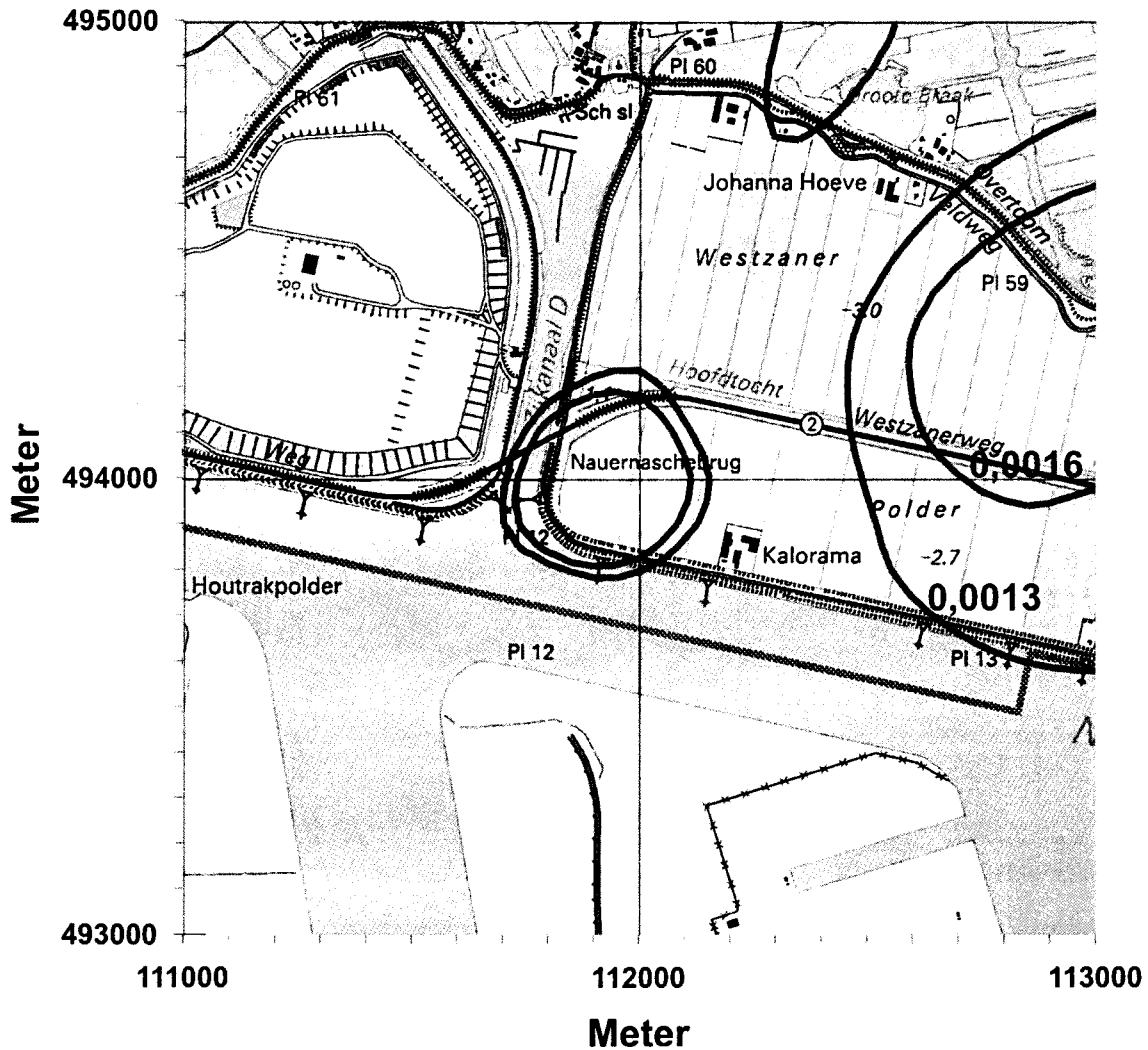 495000
Pl 60
Pl 61
Sch sl
Groote Braak
Johanna Hoeve
Overtoom
Veldweg
Westzaner
Pl 59
-3.0
Zijkanaal D
Hoofdtocht
2
Westzanerweg
Weg
Nauernaschebrug
0,0016
494000
Meter
Polder
Kalorama
-2.7
Houtrakpolder
0,0013
Pl 12
Pl 13
N
493000
111000
112000
113000
Meter